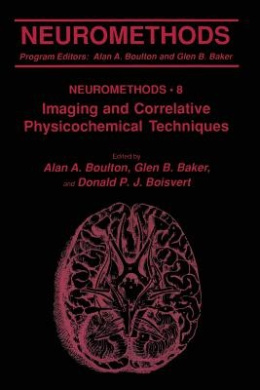 NEUROMETHODS
Program Editors: Alan A. Boulton and Glen B. Baker
NEUROMETHODS • 8
Imaging and Correlative
Physicochemical Techniques
Edited by
Alan A. Boulton, Glen B. Baker,
and Donald P. J. Boisvert